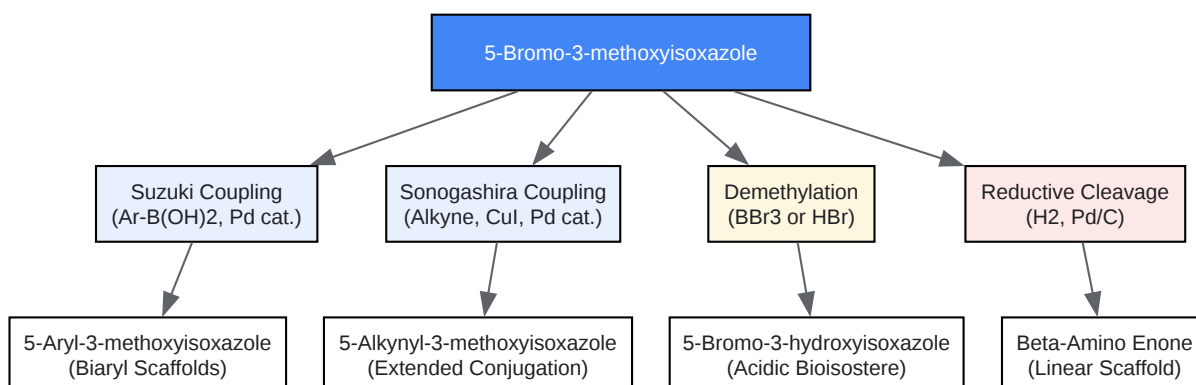 5-Bromo-3-methoxyisoxazole
Suzuki Coupling
(Ar-B(OH)2, Pd cat.)
Sonogashira Coupling
(Alkyne, CuI, Pd cat.)
Demethylation
(BBr3 or HBr)
Reductive Cleavage
(H2, Pd/C)
5-Aryl-3-methoxyisoxazole
(Biaryl Scaffolds)
5-Alkynyl-3-methoxyisoxazole
(Extended Conjugation)
5-Bromo-3-hydroxyisoxazole
(Acidic Bioisostere)
Beta-Amino Enone
(Linear Scaffold)